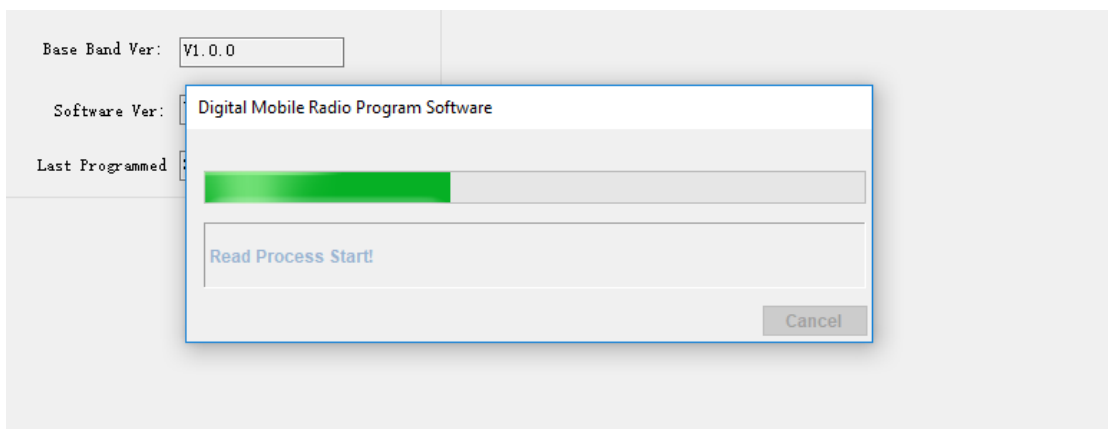 Base Band Ver: V1.0.0
Software Ver:
Last Programmed
Digital Mobile Radio Program Software
Read Process Start!
Cancel